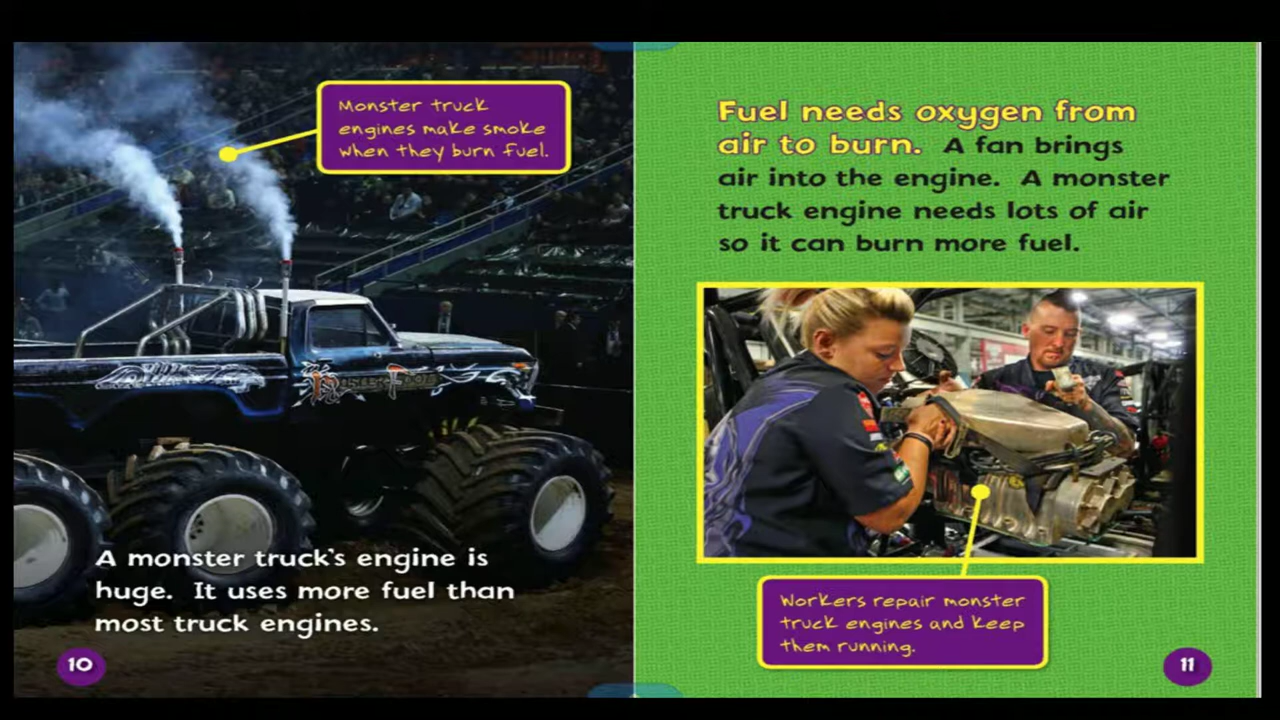 Monster truck
engines make smoke
when they burn fuel.
A monster truck's engine is
huge. It uses more fuel than
most truck engines.
10
Fuel needs oxygen from
air to burn. A fan brings
air into the engine. A monster
truck engine needs lots of air
so it can burn more fuel.
Workers repair monster
truck engines and keep
them running.
11